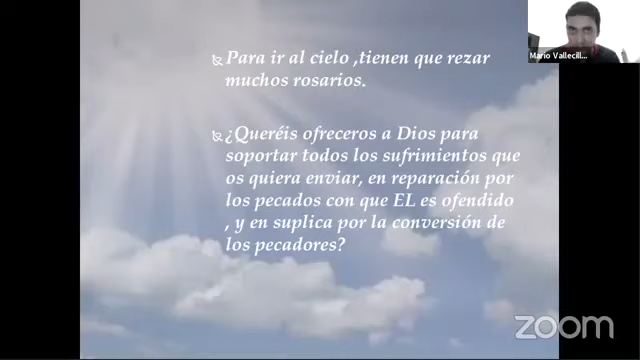 Para ir al cielo ,tienen que rezar
muchos rosarios.
¿Queréis ofreceros a Dios para
soportar todos los sufrimientos que
os quiera enviar, en reparación por
los pecados con que EL es ofendido
, y en suplica por la conversión de
los pecadores?
Mario Vallecill...
zoom